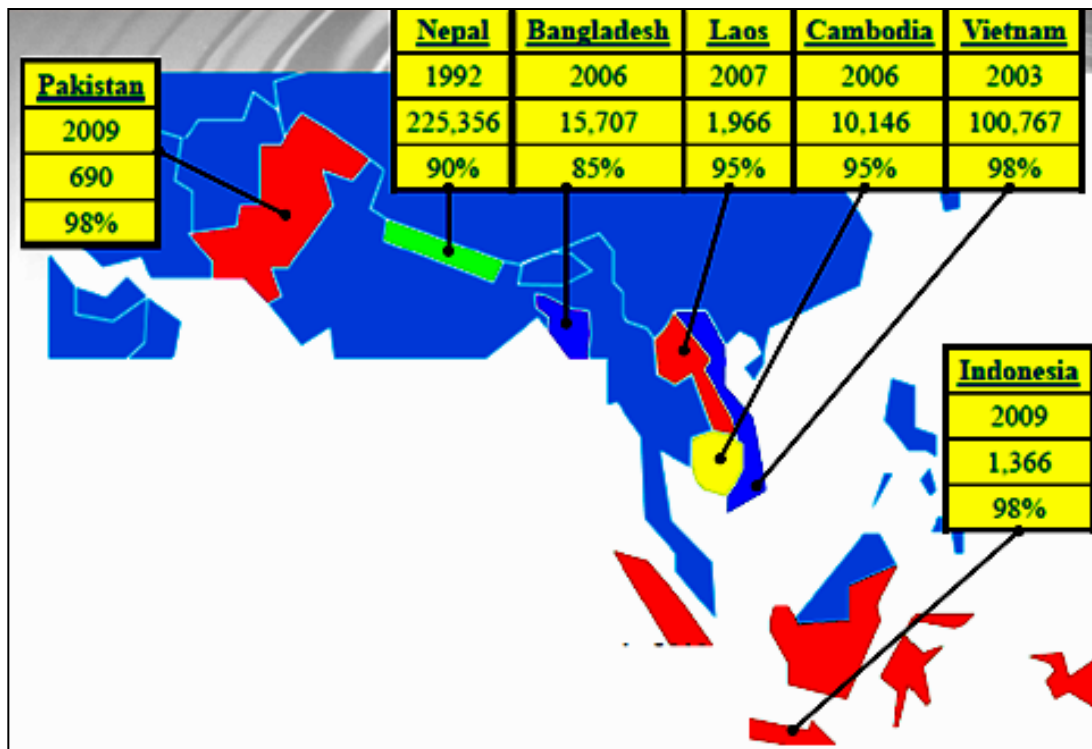 Nepal Bangladesh Laos Cambodia Vietnam
1992 2006 2007 2006 2003
225,356 15,707 1,966 10,146 100,767
90% 85% 95% 95% 98%
Pakistan
2009
690
98%
Indonesia
2009
1,366
98%